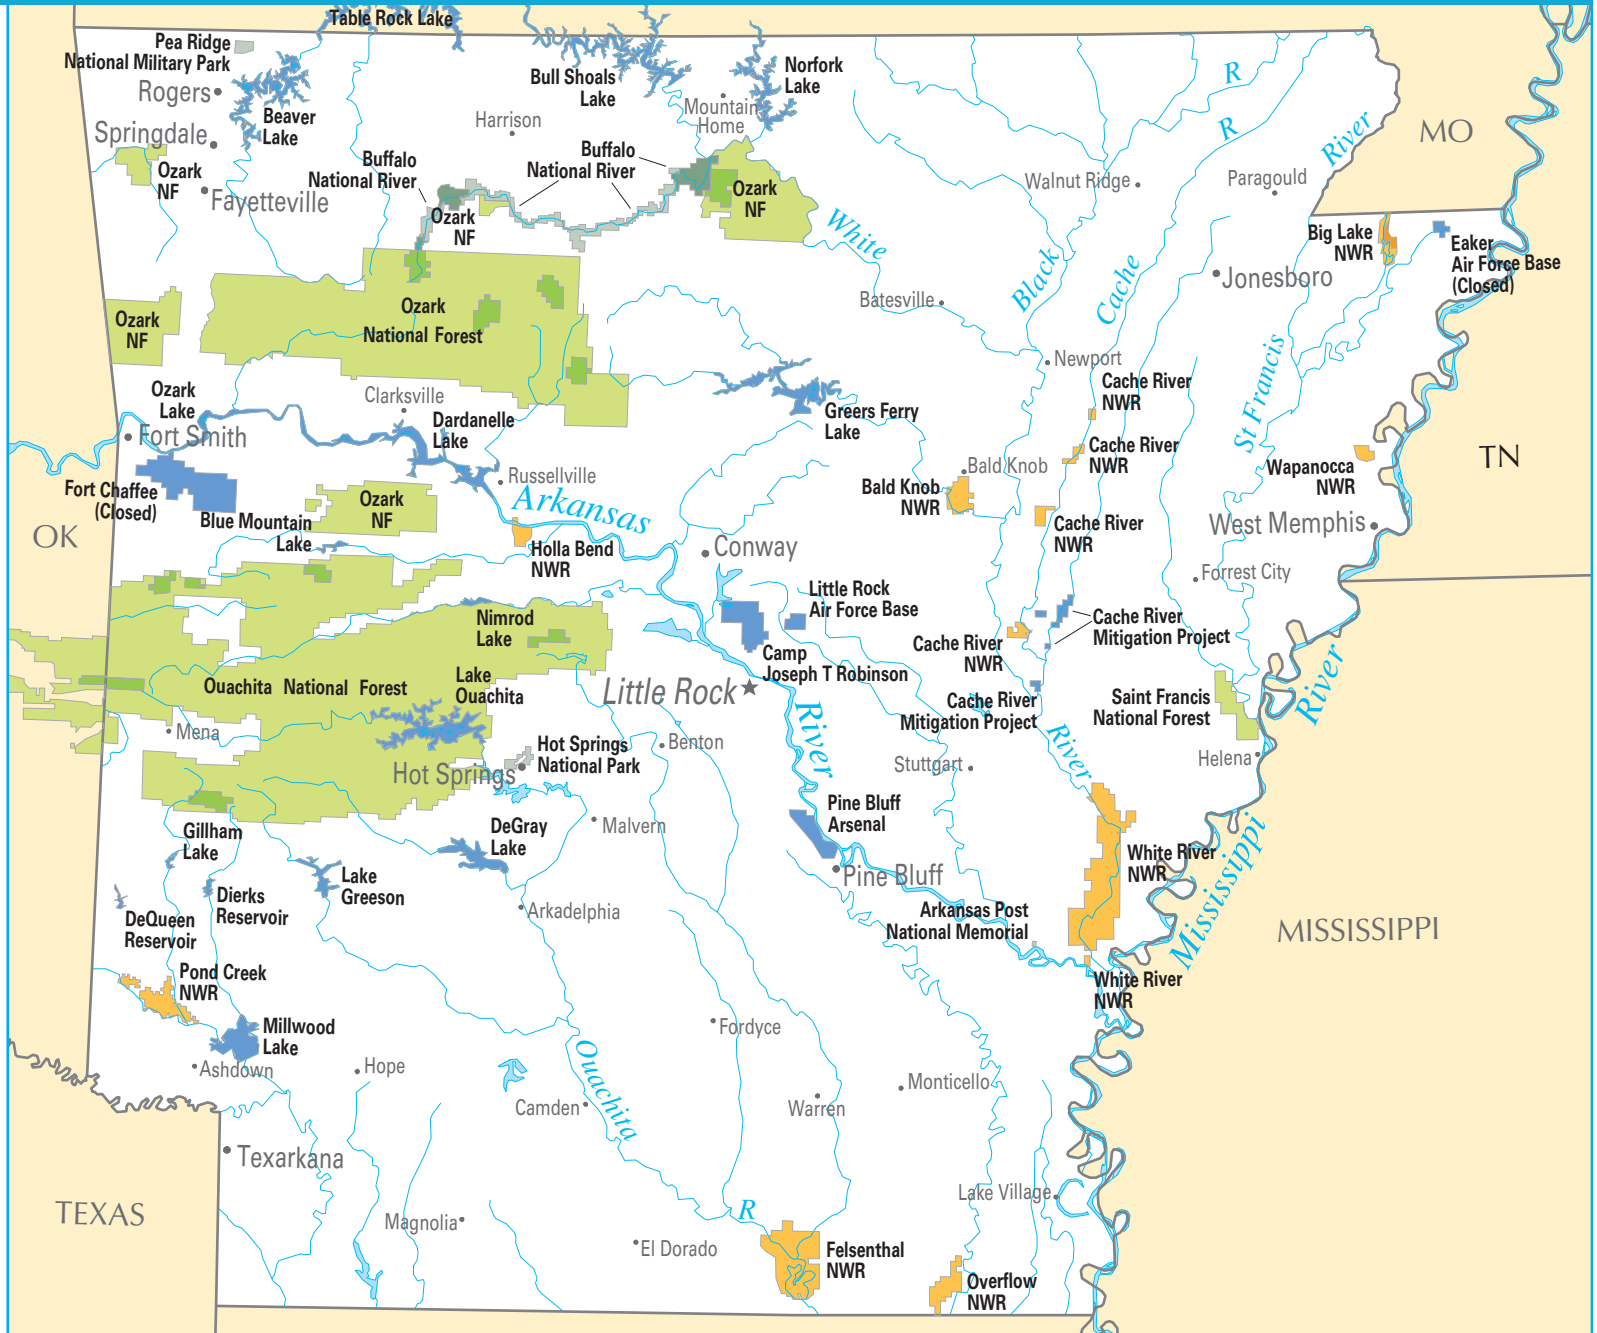 Table Rock Lake
Pea Ridge
National Military Park
Rogers
Beaver
Lake
Springdale
Ozark
NF
Fayetteville
Harrison
Bull Shoals
Lake
Mountain
Home
Norfork
Lake
Buffalo
National River
Buffalo
National River
Ozark
NF
Ozark
NF
White
R
R
River
MO
Walnut Ridge
Paragould
Big Lake
NWR
Eaker
Air Force Base
(Closed)
Black
Cache
Jonesboro
Batesville
Newport
Ozark
National Forest
Ozark
NF
Ozark
Lake
Clarksville
Dardanelle
Lake
Fort Smith
Greers Ferry
Lake
Cache River
NWR
Cache River
NWR
St Francis
Wapanocca
NWR
TN
Fort Chaffee
(Closed)
Ozark
NF
Russellville
Arkansas
Bald Knob
Bald Knob
NWR
Cache River
NWR
West Memphis
OK
Blue Mountain
Lake
Holla Bend
NWR
Conway
Forrest City
Little Rock
Air Force Base
Cache River
Mitigation Project
Nimrod
Lake
Camp
Joseph T Robinson
Cache River
NWR
Ouachita National Forest
Lake
Ouachita
Little Rock
Cache River
Mitigation Project
Saint Francis
National Forest
River
Mena
Hot Springs
National Park
Benton
River
River
Stuttgart
Helena
Hot Springs
Pine Bluff
Arsenal
Malvern
Gillham
Lake
DeGray
Lake
White River
NWR
Mississippi
Lake
Greeson
Pine Bluff
Dierks
Reservoir
Arkadelphia
Arkansas Post
National Memorial
MISSISSIPPI
DeQueen
Reservoir
Pond Creek
NWR
White River
NWR
Millwood
Lake
Fordyce
Ashdown
Hope
Ouachita
Camden
Warren
Monticello
Texarkana
TEXAS
Lake Village
Magnolia
R
El Dorado
Felsenthal
NWR
Overflow
NWR